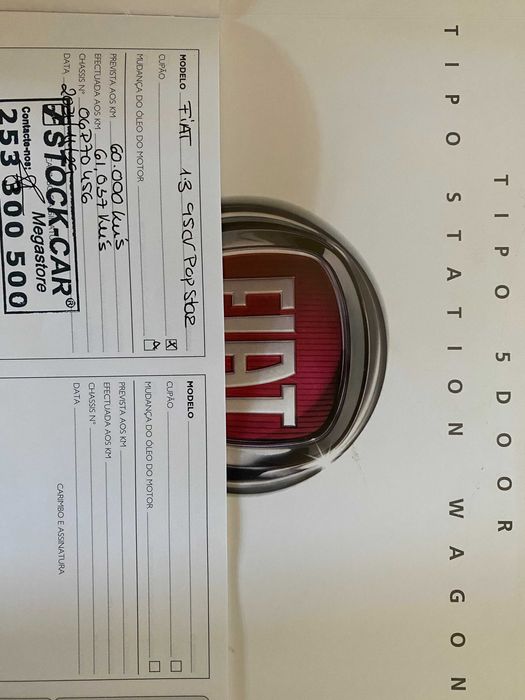 TIPO 5DOOR
TIPO STATION WAGON
FIAT
MODELO FIAT 1.3 95cv Pop Star
CUPÃO X
MUDANÇA DO ÓLEO DO MOTOR
PREVISTA AOS KM 60.000 Km's
EFECTUADA AOS KM 61,037 Km's
CHASSIS Nº 06P70456
DATA
STOCK-CAR®
Megastore
Contacte-nos:
253 300 500
MODELO
CUPÃO
MUDANÇA DO ÓLEO DO MOTOR
PREVISTA AOS KM
EFECTUADA AOS KM
CHASSIS Nº
DATA
CARIMBO E ASSINATURA